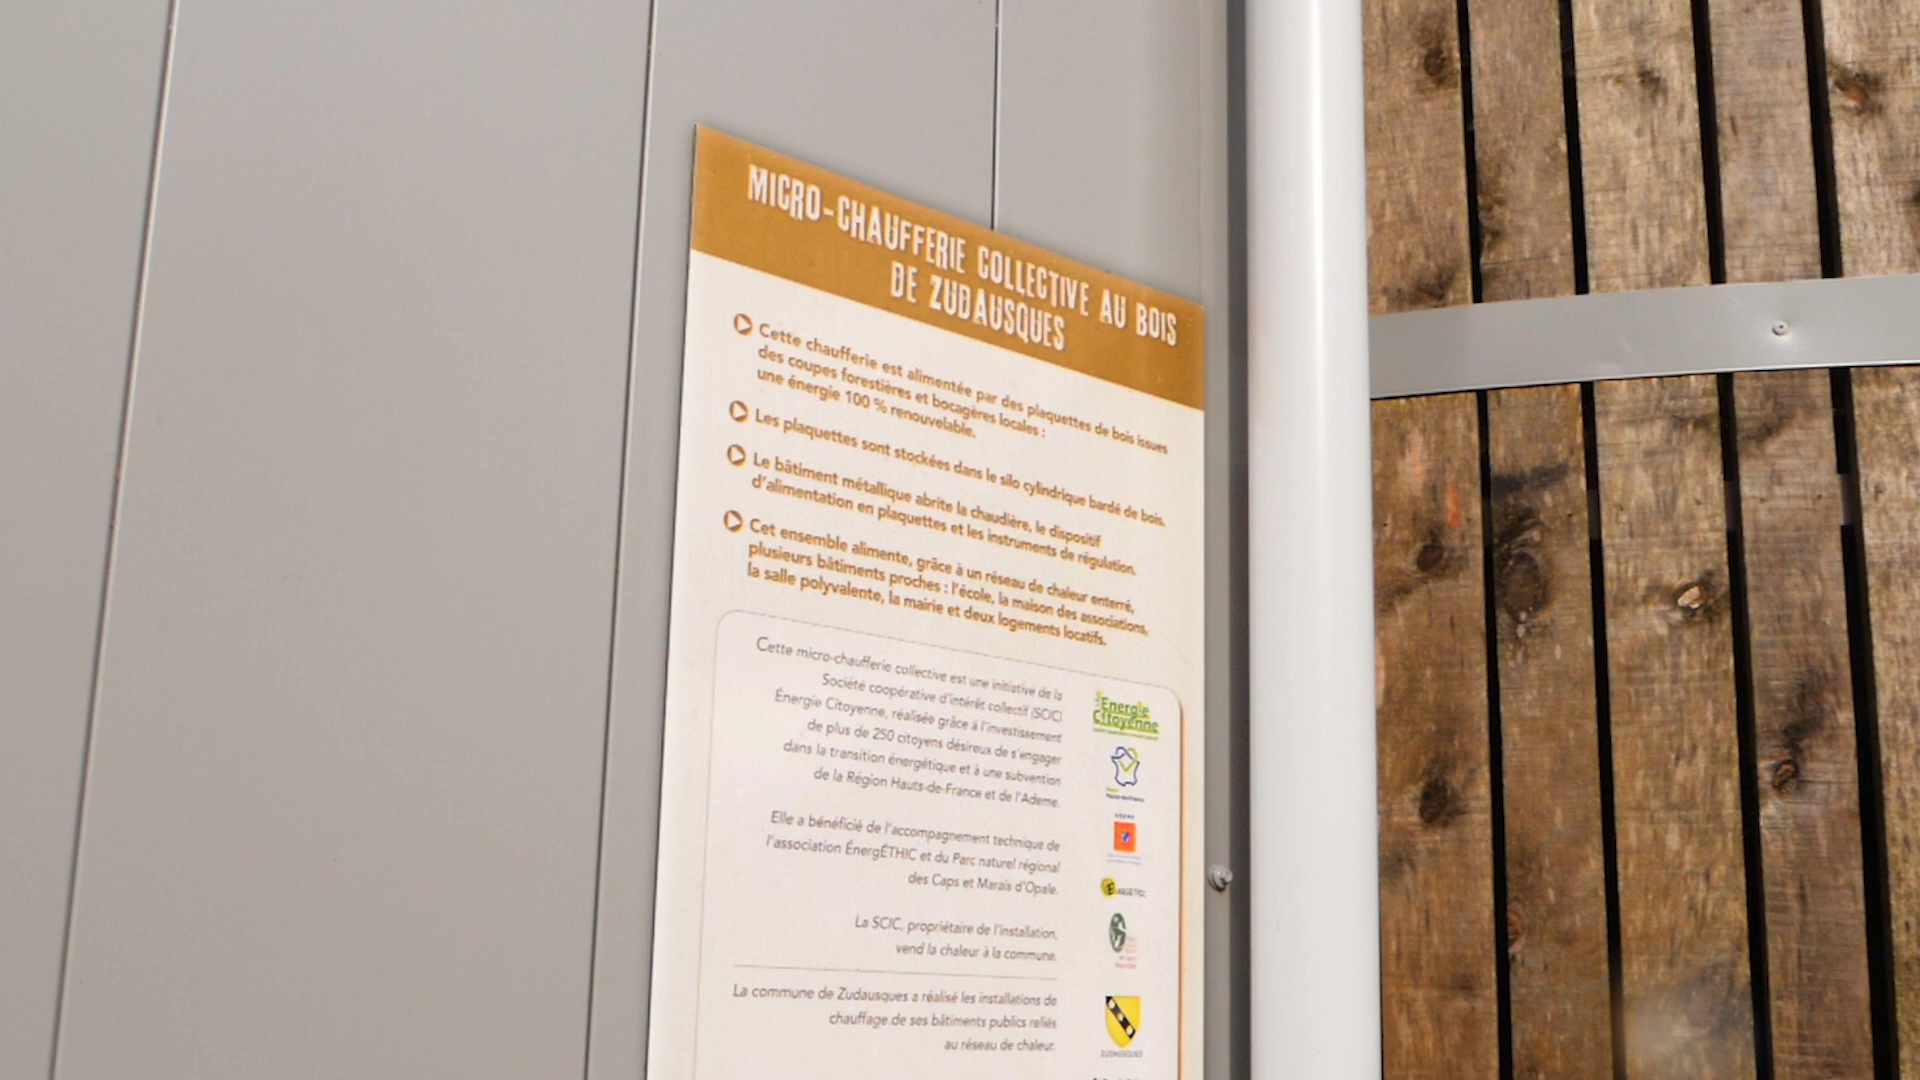 MICRO-CHAUFFERIE COLLECTIVE AU BOIS
DE ZUDAUSQUES
Cette chaufferie est alimentée par des plaquettes de bois issues
des coupes forestières et bocagères locales :
une énergie 100 % renouvelable.
Les plaquettes sont stockées dans le silo cylindrique bardé de bois.
Le bâtiment métallique abrite la chaudière, le dispositif
d'alimentation en plaquettes et les instruments de régulation.
Cet ensemble alimente, grâce à un réseau de chaleur enterré,
plusieurs bâtiments proches : l'école, la maison des associations,
la salle polyvalente, la mairie et deux logements locatifs.
Cette micro-chaufferie collective est une initiative de la
Société coopérative d'intérêt collectif (SCIC)
Énergie Citoyenne, réalisée grâce à l'investissement
de plus de 250 citoyens désireux de s'engager
dans la transition énergétique et à une subvention
de la Région Hauts-de-France et de l'Ademe.
Energie
Citoyenne
Elle a bénéficié de l'accompagnement technique de
l'association ÉnergÉTHIC et du Parc naturel régional
des Caps et Marais d'Opale.
La SCIC, propriétaire de l'installation,
vend la chaleur à la commune.
La commune de Zudausques a réalisé les installations de
chauffage de ses bâtiments publics reliés
au réseau de chaleur.
ZUDAUSQUES